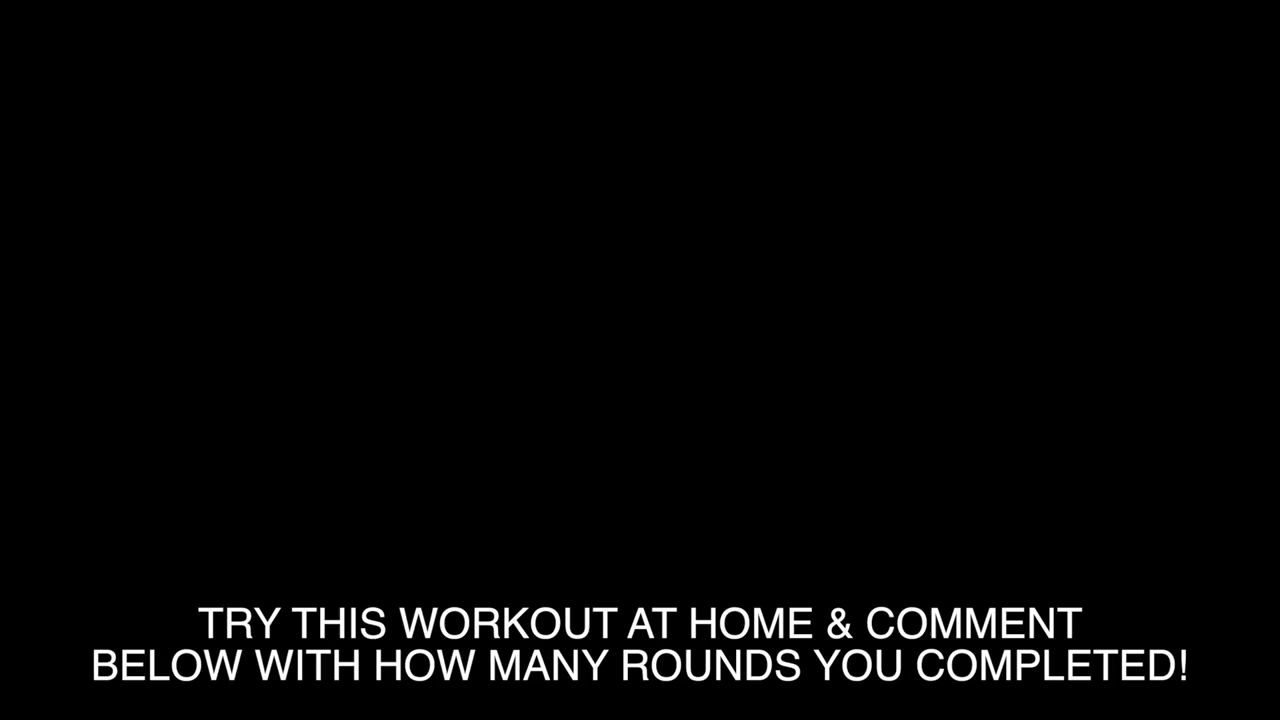 TRY THIS WORKOUT AT HOME & COMMENT
BELOW WITH HOW MANY ROUNDS YOU COMPLETED!